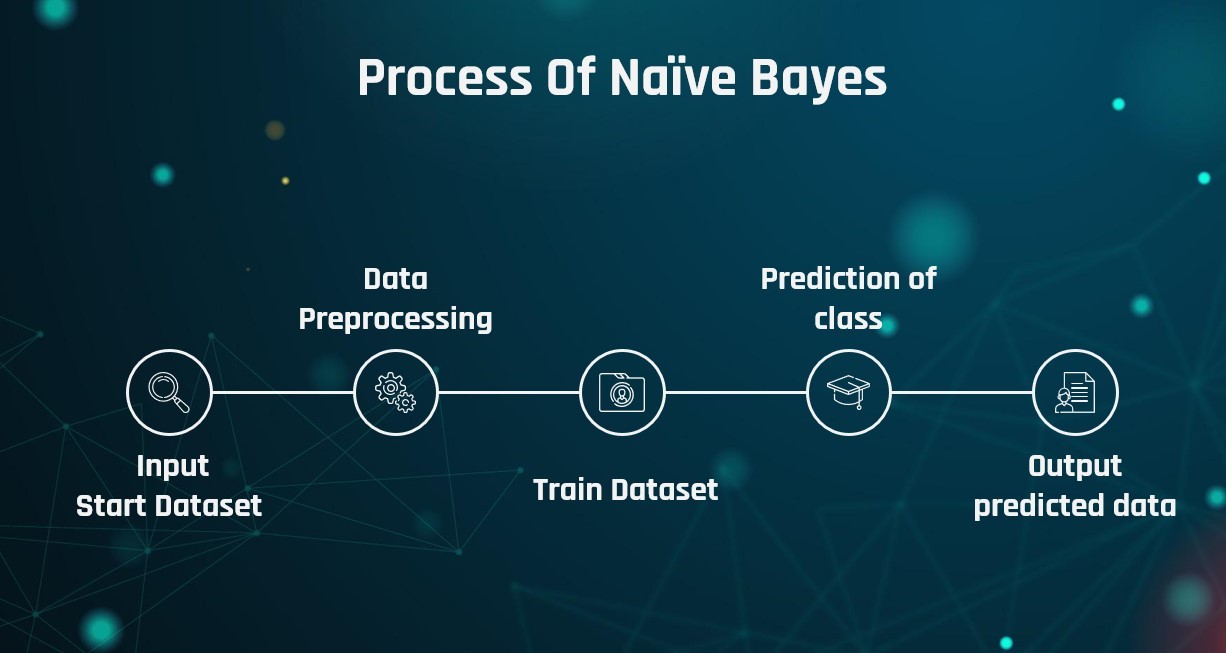 Process Of Naïve Bayes
Data
Preprocessing
Prediction of
class
Input
Start Dataset
Train Dataset
Output
predicted data